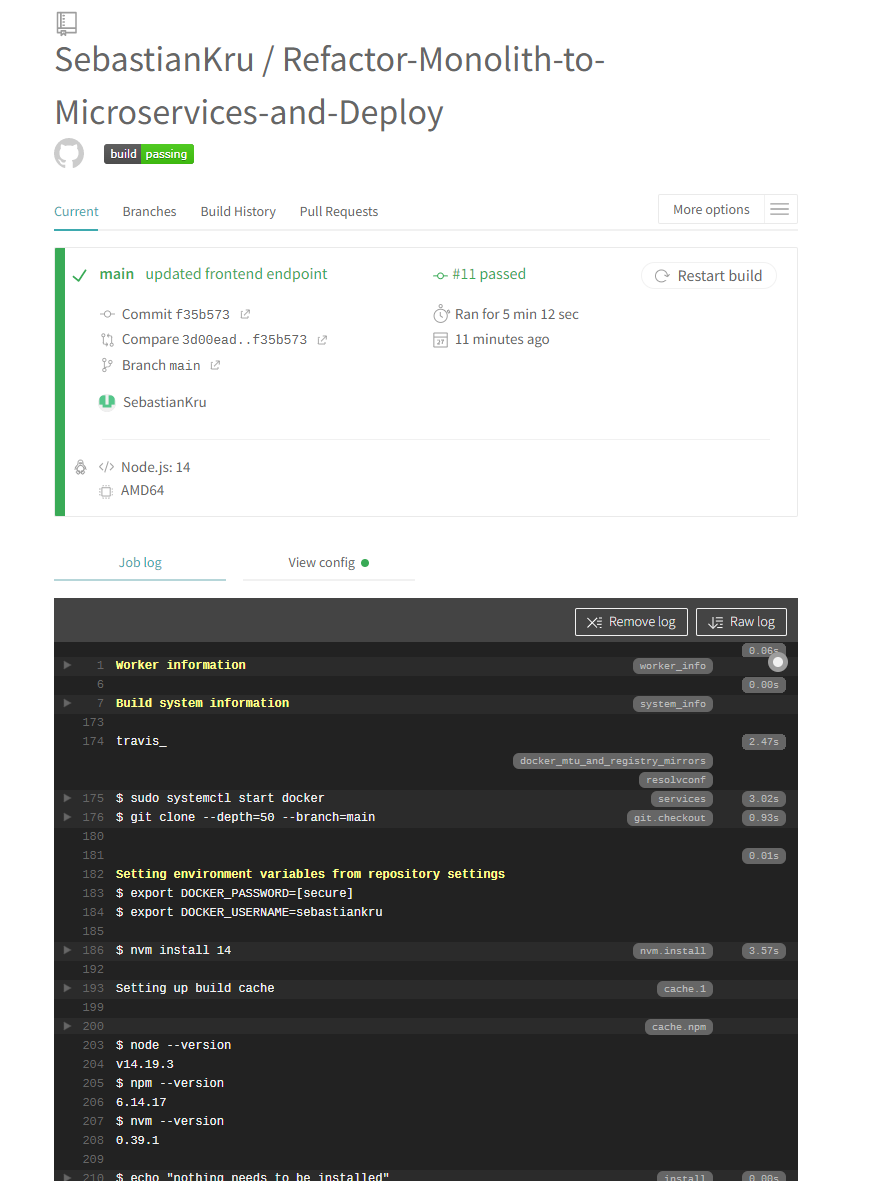 SebastianKru / Refactor-Monolith-to-
Microservices-and-Deploy
build passing
Current Branches Build History Pull Requests More options
main updated frontend endpoint
#11 passed
Restart build
Commit f35b573
Ran for 5 min 12 sec
Compare 3d00ead..f35b573
11 minutes ago
Branch main
SebastianKru
Node.js: 14
AMD64
Job log View config
Remove log Raw log
0.06s
1 Worker information worker_info
6 0.00s
7 Build system information system_info
173
174 travis_ 2.47s
docker_mtu_and_registry_mirrors
resolvconf
175 $ sudo systemctl start docker services 3.02s
176 $ git clone --depth=50 --branch=main git.checkout 0.93s
180
181 0.01s
182 Setting environment variables from repository settings
183 $ export DOCKER_PASSWORD=[secure]
184 $ export DOCKER_USERNAME=sebastiankru
185
186 $ nvm install 14 nvm.install 3.57s
192
193 Setting up build cache cache.1
199
200 cache.npm
203 $ node --version
204 v14.19.3
205 $ npm --version
206 6.14.17
207 $ nvm --version
208 0.39.1
209
210 $ echo "nothing needs to be installed" install 0.00s